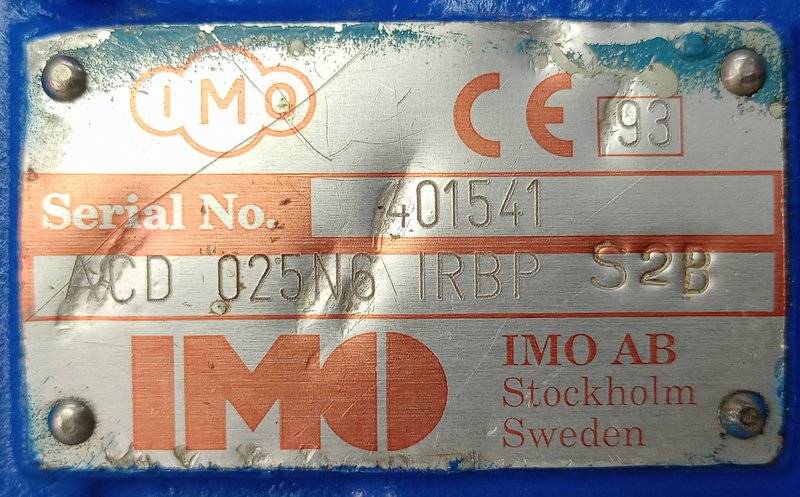 IMO CE 93
Serial No. 401541
ACD 025N6 IRBP S2B
IMO
IMO AB
Stockholm
Sweden